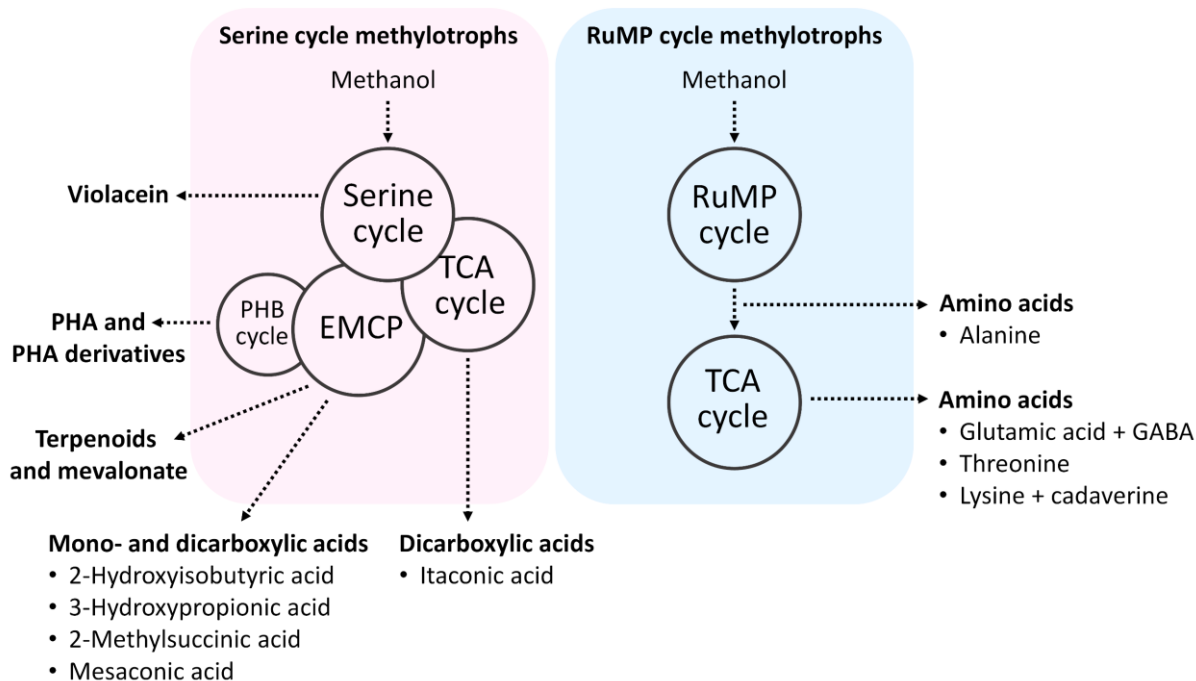 Serine cycle methylotrophs
Methanol
Serine
cycle
TCA
cycle
PHB
cycle
EMCP
Violacein
PHA and
PHA derivatives
Terpenoids
and mevalonate
Mono- and dicarboxylic acids
• 2-Hydroxyisobutyric acid
• 3-Hydroxypropionic acid
• 2-Methylsuccinic acid
• Mesaconic acid
Dicarboxylic acids
• Itaconic acid
RuMP cycle methylotrophs
Methanol
RuMP
cycle
TCA
cycle
Amino acids
• Alanine
Amino acids
• Glutamic acid + GABA
• Threonine
• Lysine + cadaverine